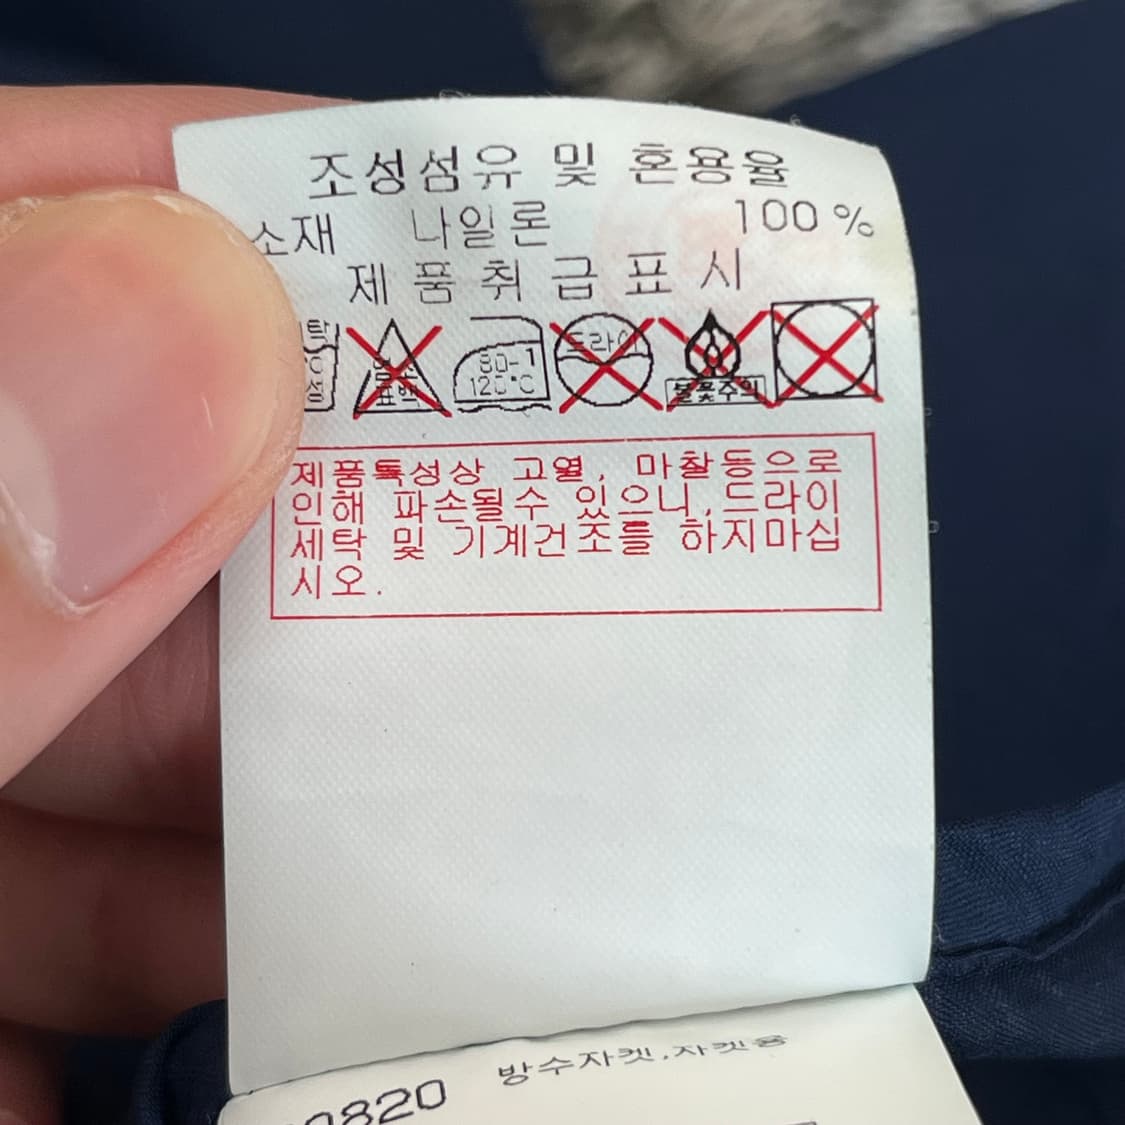 조성섬유 및 혼용율
소재 나일론 100 %
제품취급표시
드라이
120°C
불꽃주의
제품특성상 고열, 마찰등으로
인해 파손될수 있으니,드라이
세탁 및 기계건조를 하지마십
시오.
방수자켓,자켓용
0820